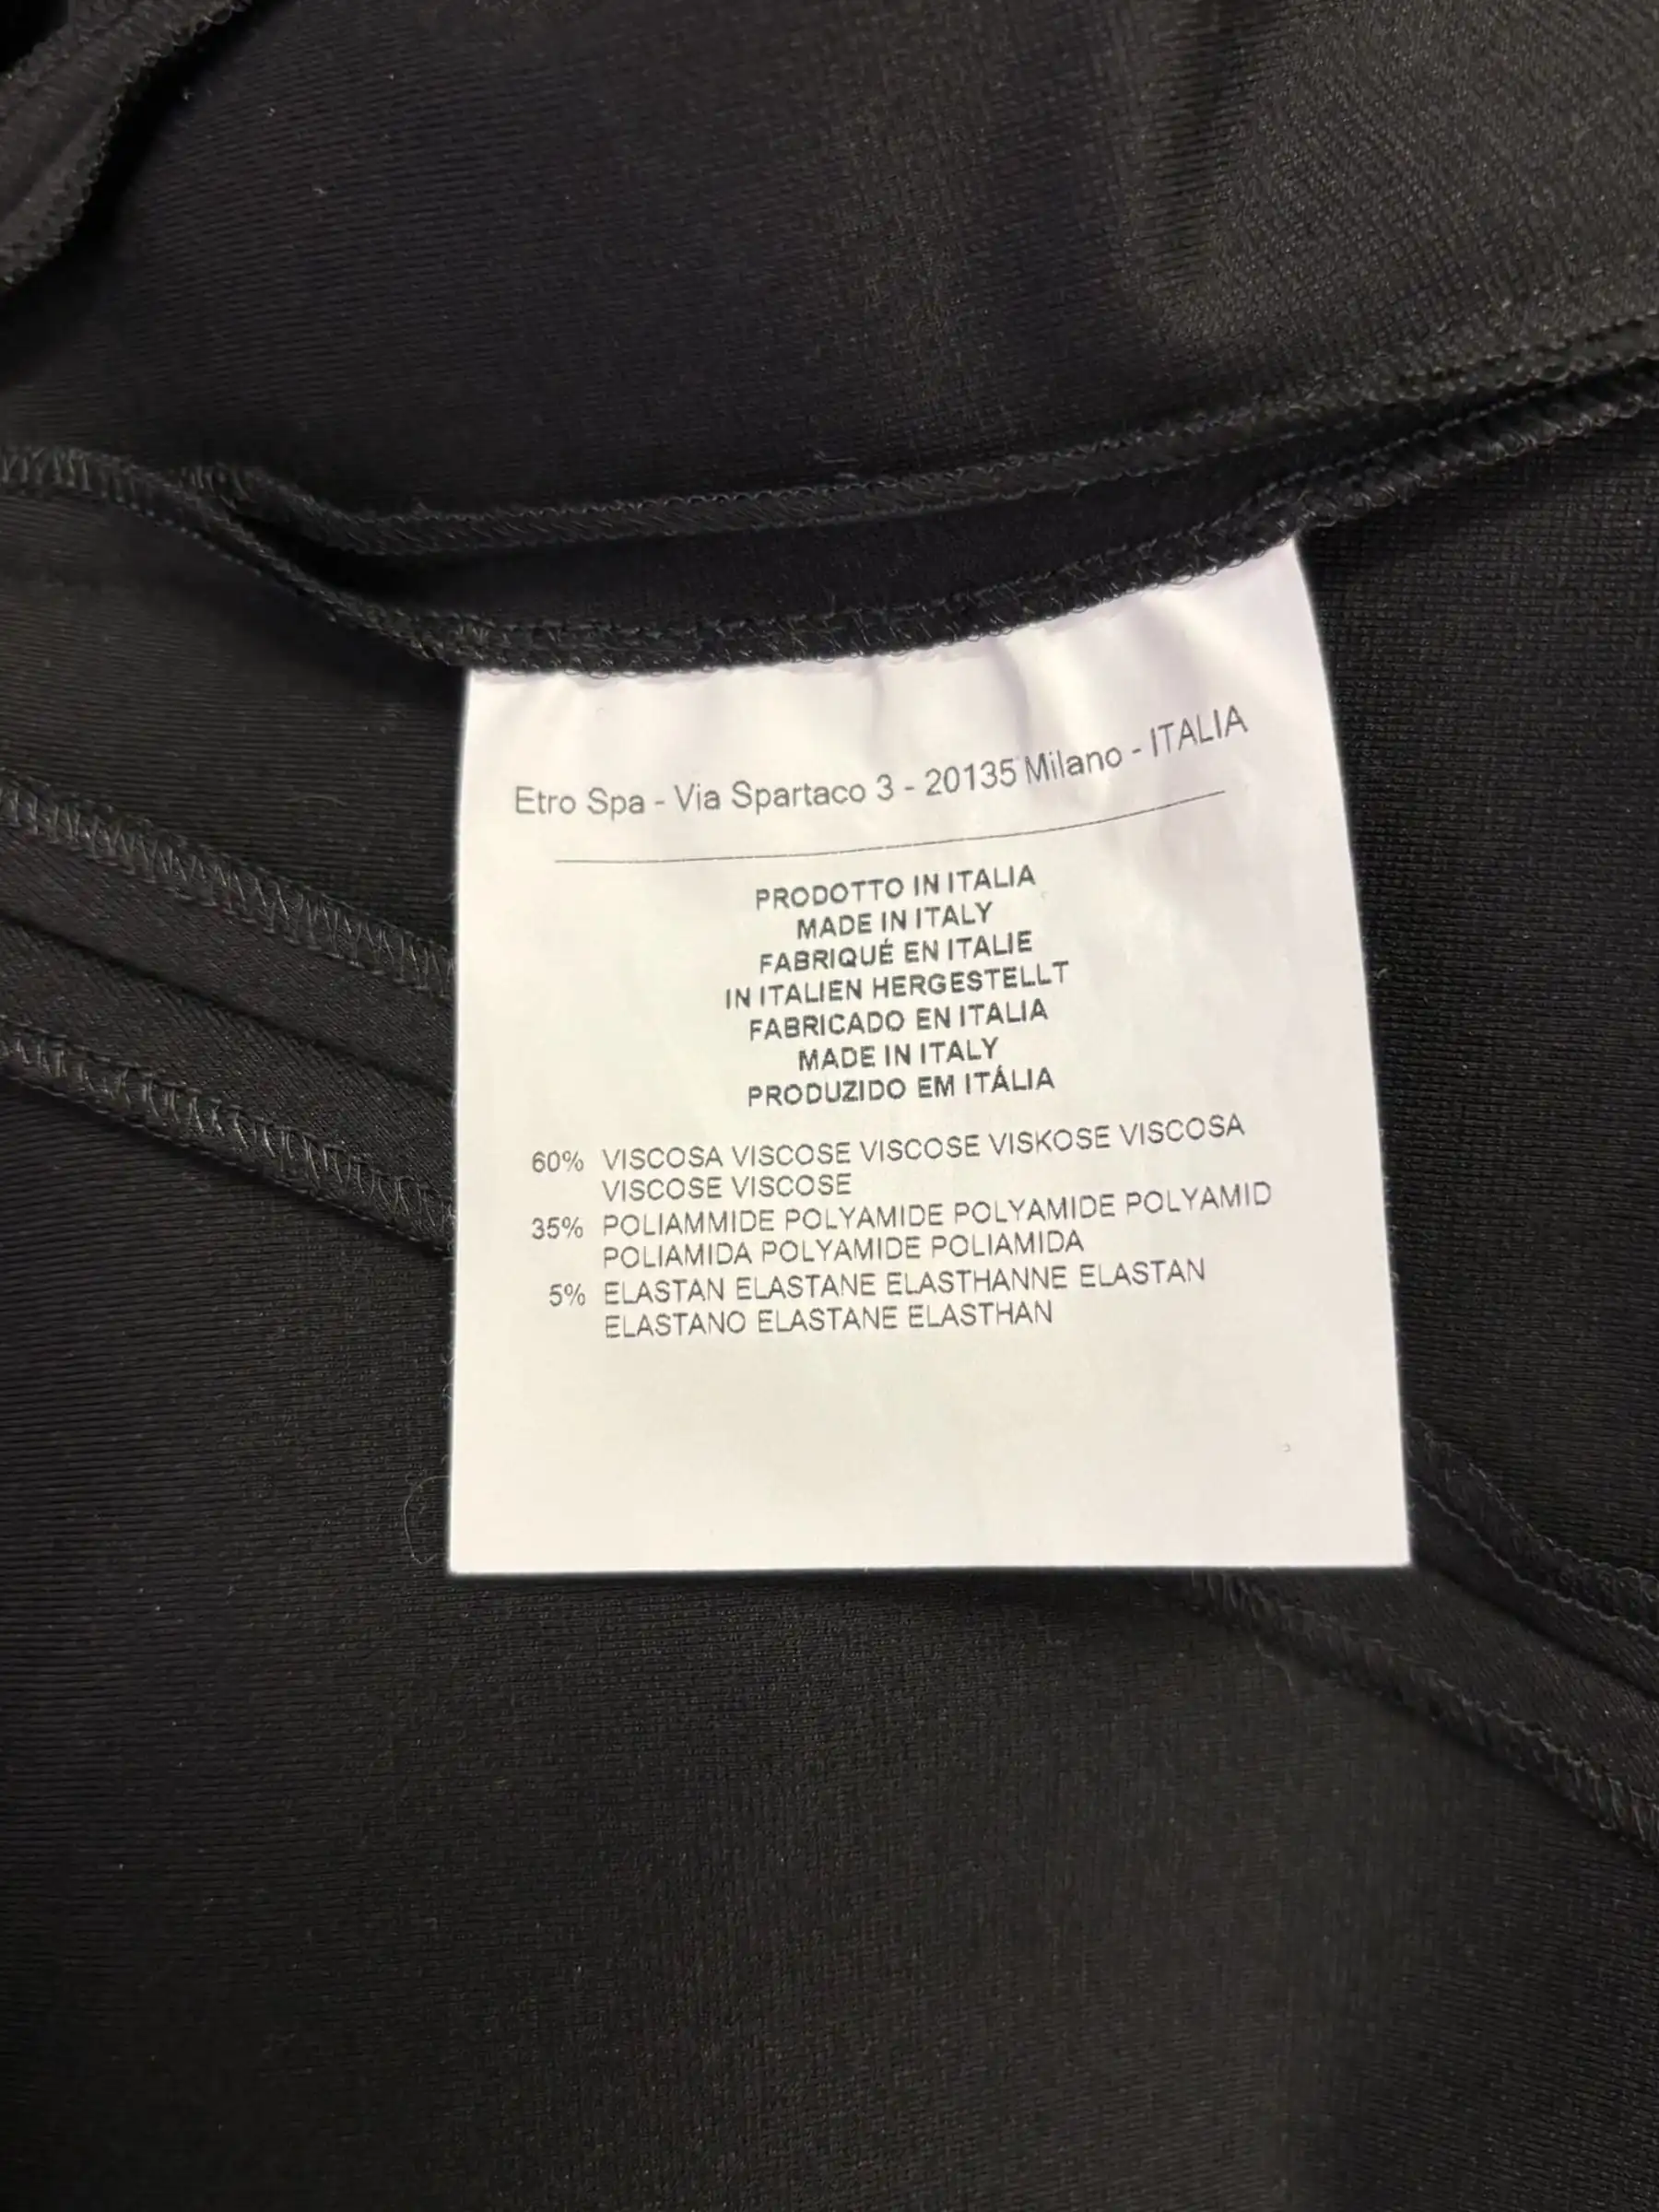 Etro Spa - Via Spartaco 3 - 20135 Milano - ITALIA
PRODOTTO IN ITALIA
MADE IN ITALY
FABRIQUÉ EN ITALIE
IN ITALIEN HERGESTELLT
FABRICADO EN ITALIA
MADE IN ITALY
PRODUZIDO EM ITÁLIA
60% VISCOSA VISCOSE VISCOSE VISKOSE VISCOSA
VISCOSE VISCOSE
35% POLIAMMIDE POLYAMIDE POLYAMIDE POLYAMID
POLIAMIDA POLYAMIDE POLIAMIDA
5% ELASTAN ELASTANE ELASTHANNE ELASTAN
ELASTANO ELASTANE ELASTHAN